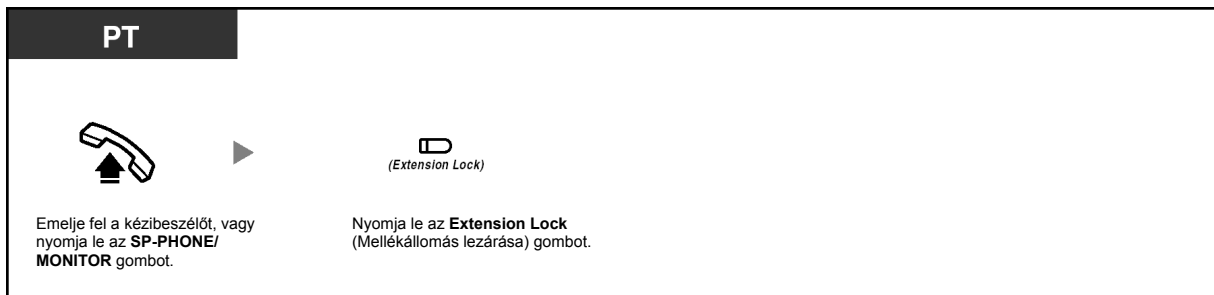 PT
(Extension Lock)
Emelje fel a kézibeszélőt, vagy
nyomja le az SP-PHONE/
MONITOR gombot.
Nyomja le az Extension Lock
(Mellékállomás lezárása) gombot.